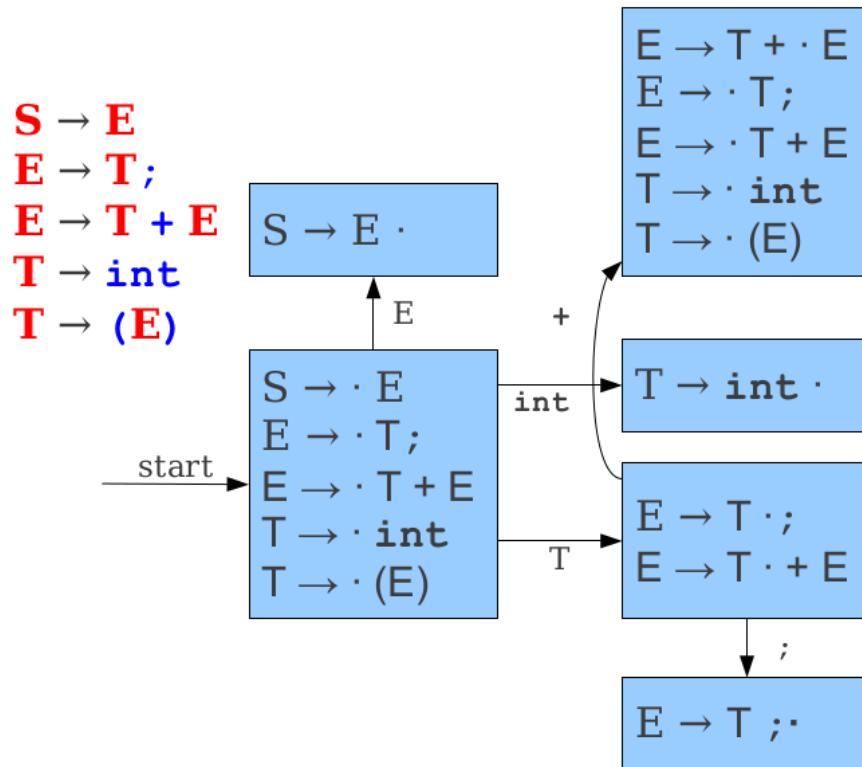 S → E
E → T;
E → T + E
T → int
T → (E)
S → E ·
E
start
S → · E
E → · T;
E → · T + E
T → · int
T → · (E)
int
T
+
E → T + · E
E → · T;
E → · T + E
T → · int
T → · (E)
T → int ·
E → T ·;
E → T · + E
;
E → T ;·